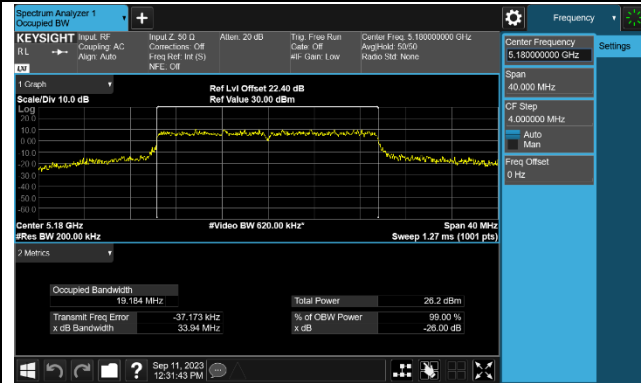 Spectrum Analyzer 1
Occupied BW
Frequency
KEYSIGHT
RL
LXI
Input: RF
Coupling: AC
Align: Auto
Input Z: 50 Ω
Corrections: Off
Freq Ref: Int (S)
NFE: Off
Atten: 20 dB
Trig: Free Run
Gate: Off
#IF Gain: Low
Center Freq: 5.180000000 GHz
Avg|Hold: 50/50
Radio Std: None
Center Frequency
5.180000000 GHz
Settings
Span
40.000 MHz
CF Step
4.000000 MHz
Auto
Man
Freq Offset
0 Hz
1 Graph
Scale/Div 10.0 dB
Ref Lvl Offset 22.40 dB
Ref Value 30.00 dBm
Log
20.0
10.0
0.00
-10.0
-20.0
-30.0
-40.0
-50.0
-60.0
Center 5.18 GHz
#Res BW 200.00 kHz
#Video BW 620.00 kHz*
Span 40 MHz
Sweep 1.27 ms (1001 pts)
2 Metrics
Occupied Bandwidth
19.184 MHz
Total Power 26.2 dBm
Transmit Freq Error -37.173 kHz
% of OBW Power 99.00 %
x dB Bandwidth 33.94 MHz
x dB -26.00 dB
?
Sep 11, 2023
12:31:43 PM